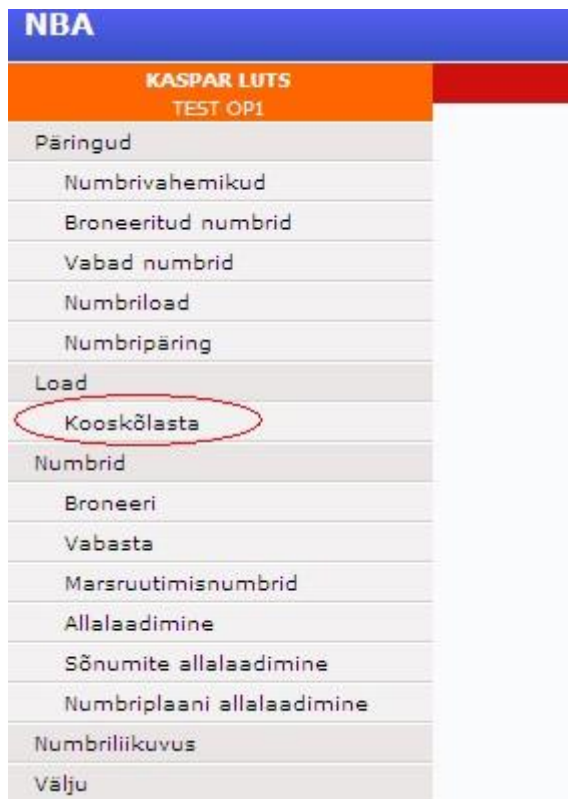 NBA
KASPAR LUTS
TEST OP1
Päringud
Numbrivahemikud
Broneeritud numbrid
Vabad numbrid
Numbriload
Numbripäring
Load
Kooskõlasta
Numbrid
Broneeri
Vabasta
Marsruutimisnumbrid
Allalaadimine
Sõnumite allalaadimine
Numbriplaani allalaadimine
Numbriliikuvus
Välju